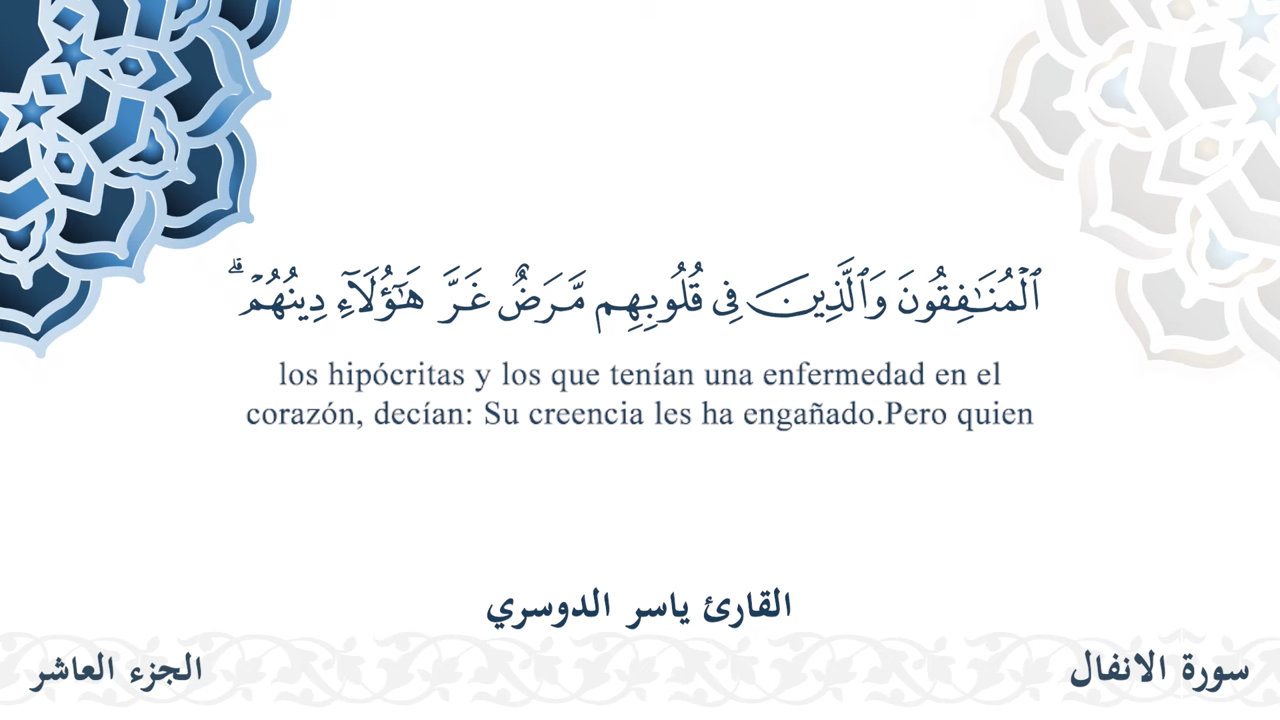 ٱلۡمُنَٰفِقُونَ وَٱلَّذِينَ فِي قُلُوبِهِم مَّرَضٌ غَرَّ هَٰٓؤُلَآءِ دِينُهُمۡۗ
los hipócritas y los que tenían una enfermedad en el
corazón, decían: Su creencia les ha engañado.Pero quien
القارئ ياسر الدوسري
سورة الانفال
الجزء العاشر